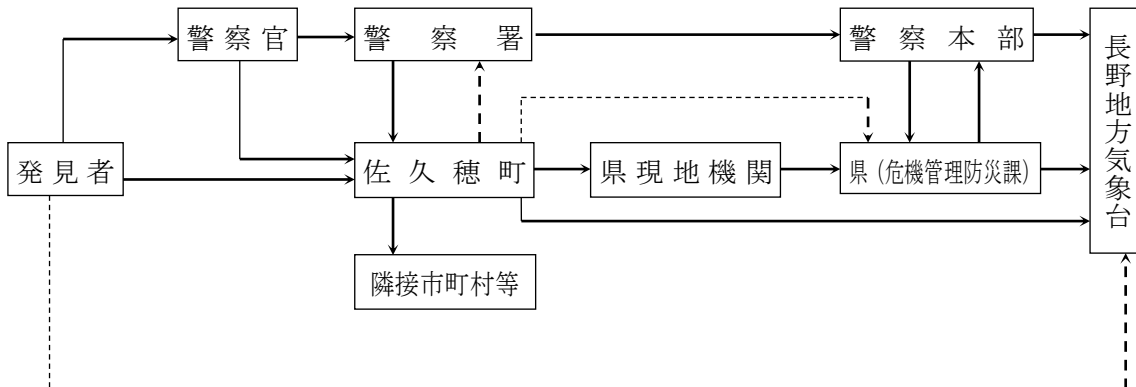 警察官
警察署
警察本部
長野地方気象台
発見者
佐久穂町
県現地機関
県（危機管理防災課）
隣接市町村等